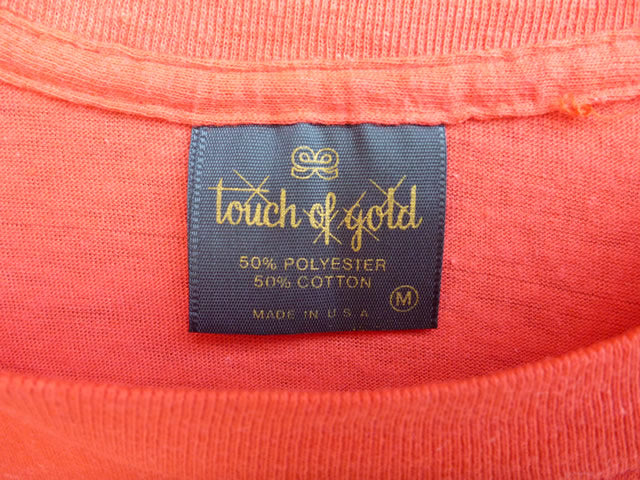 touch of gold
50% POLYESTER
50% COTTON
M
MADE IN U.S.A